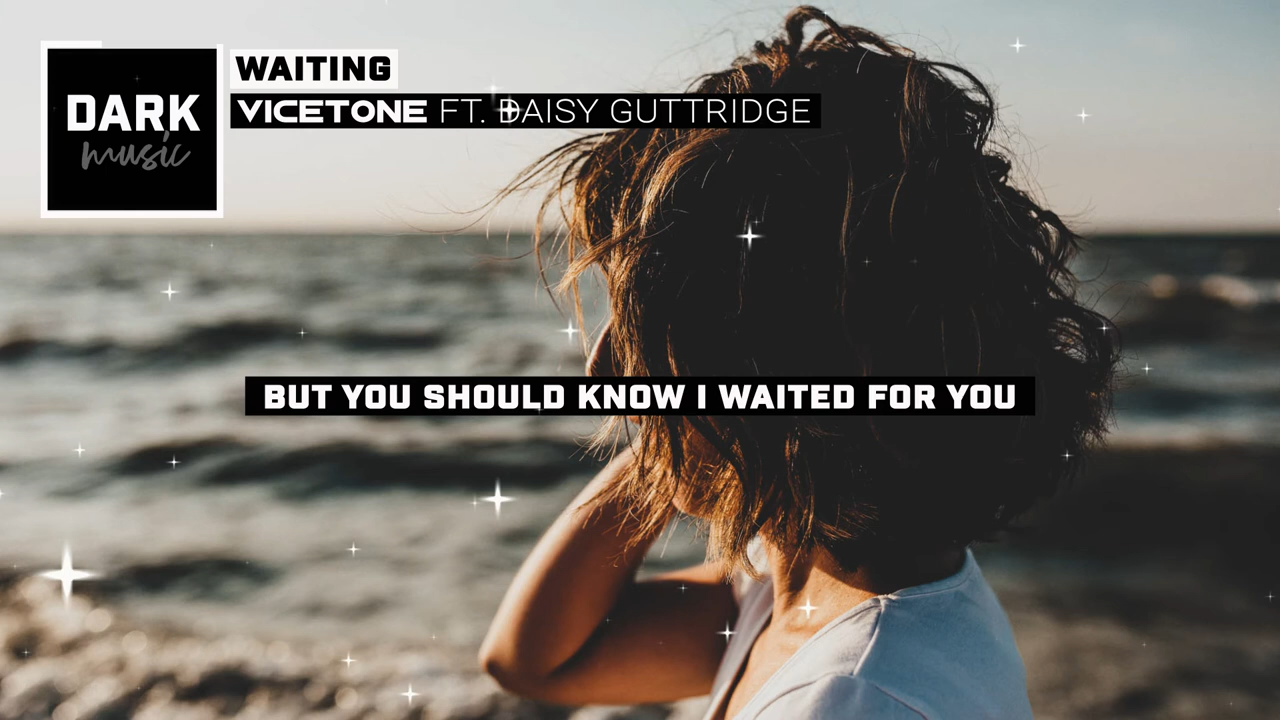 DARK
music
WAITING
VICETONE FT. DAISY GUTTRIDGE
BUT YOU SHOULD KNOW I WAITED FOR YOU